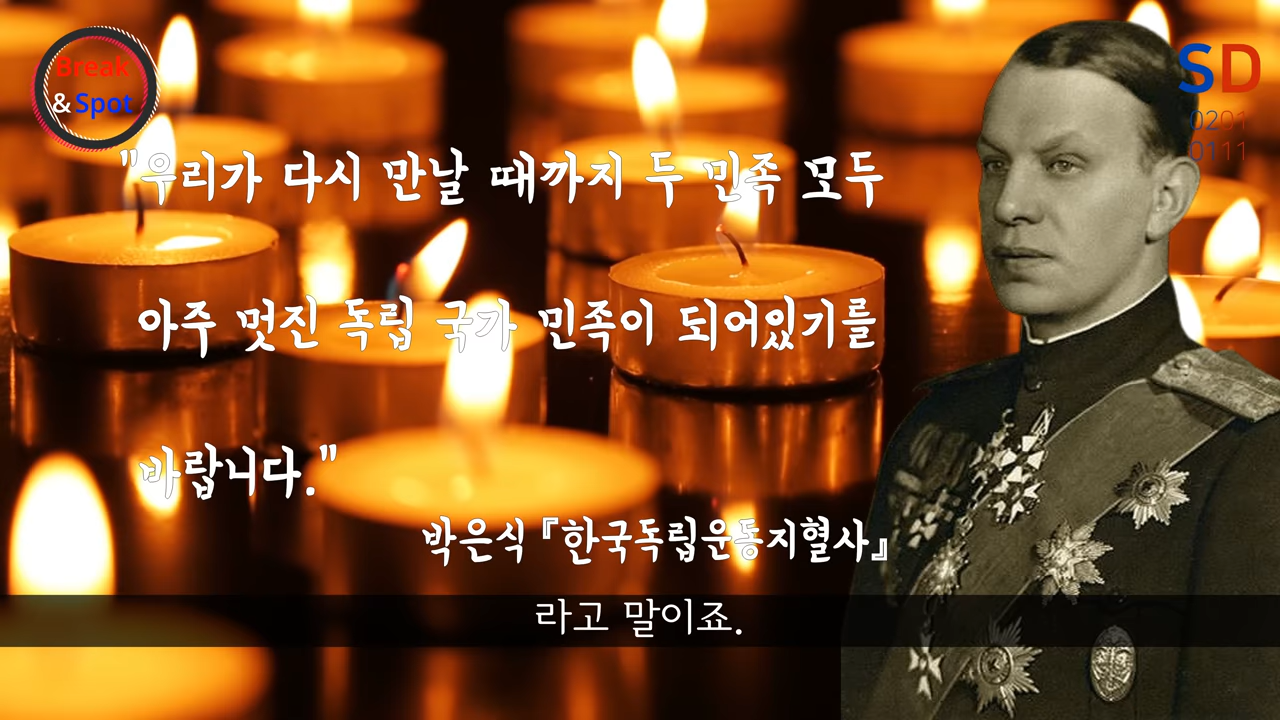 Break
& Spot
SD
0201
0111
"우리가 다시 만날 때까지 두 민족 모두
아주 멋진 독립 국가 민족이 되어있기를
바랍니다."
박은식『한국독립운동지혈사』
라고 말이죠.